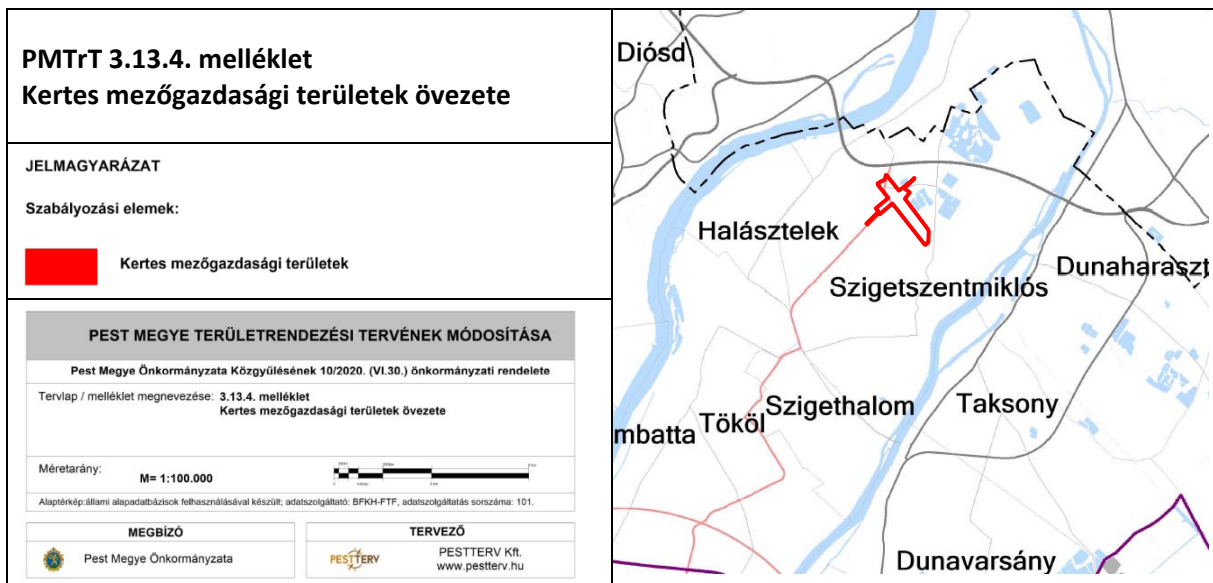 PMTrT 3.13.4. melléklet
Kertes mezőgazdasági területek övezete
JELMAGYARÁZAT
Szabályozási elemek:
Kertes mezőgazdasági területek
PEST MEGYE TERÜLETRENDEZÉSI TERVÉNEK MÓDOSÍTÁSA
Pest Megye Önkormányzata Közgyűlésének 10/2020. (VI.30.) önkormányzati rendelete
Tervlap / melléklet megnevezése: 3.13.4. melléklet
Kertes mezőgazdasági területek övezete
Méretarány:
M= 1:100.000
Alaptérkép:állami alapadatbázisok felhasználásával készült; adatszolgáltató: BFKH-FTF, adatszolgáltatás sorszáma: 101.
MEGBÍZÓ
Pest Megye Önkormányzata
TERVEZŐ
PESTTERV
PESTTERV Kft.
www.pestterv.hu
Diósd
Halásztelek
Dunaharaszt
Szigetszentmiklós
Szigethalom
Taksony
Tököl
mbatta
Dunavarsány